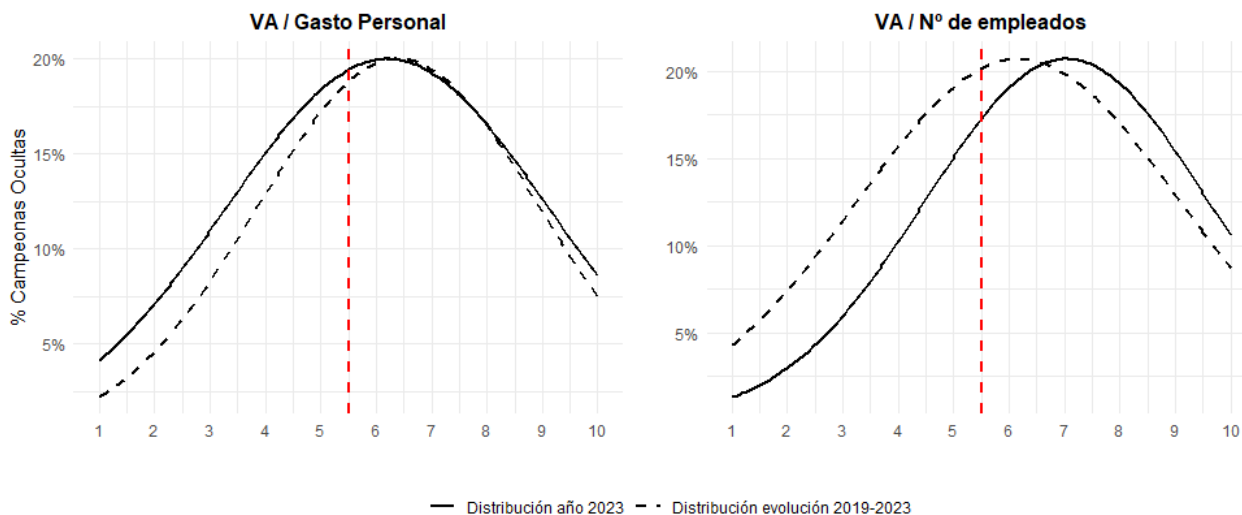 VA / Gasto Personal
VA / Nº de empleados
% Campeonas Ocultas
20%
15%
10%
5%
1 2 3 4 5 6 7 8 9 10
20%
15%
10%
5%
1 2 3 4 5 6 7 8 9 10
Distribución año 2023 Distribución evolución 2019-2023